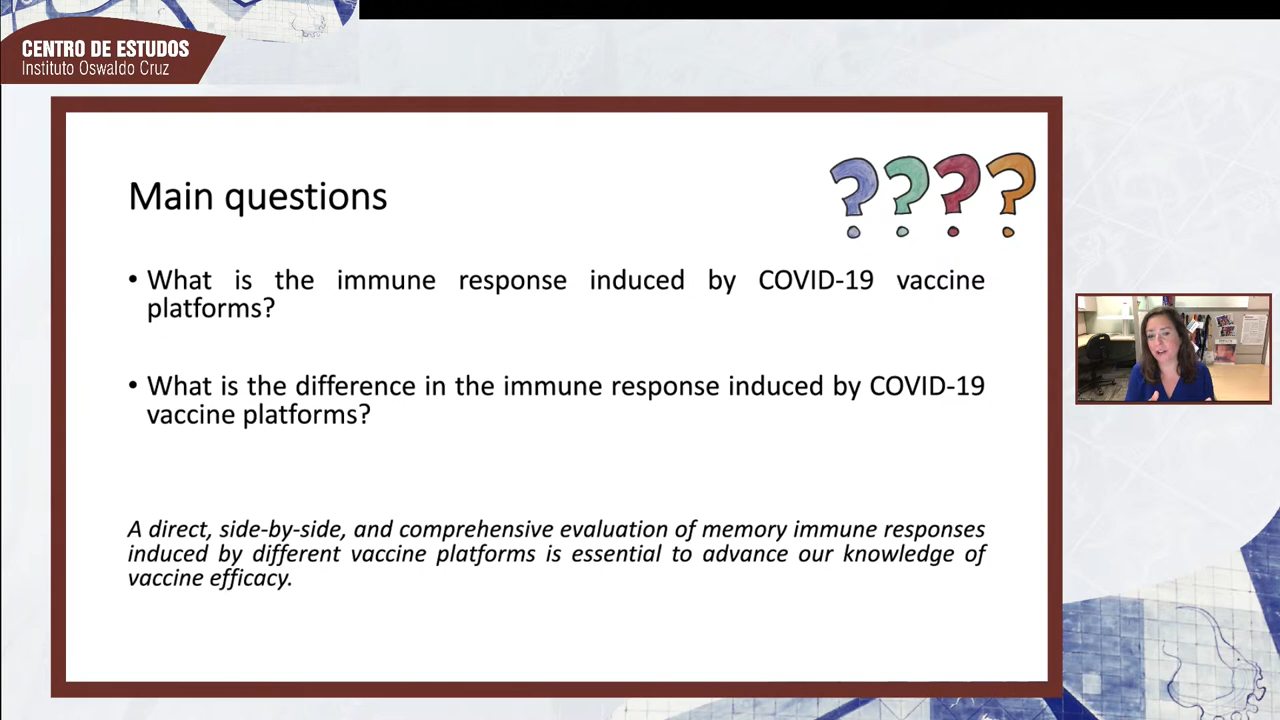 CENTRO DE ESTUDOS
Instituto Oswaldo Cruz
Main questions
• What is the immune response induced by COVID-19 vaccine
platforms?
• What is the difference in the immune response induced by COVID-19
vaccine platforms?
A direct, side-by-side, and comprehensive evaluation of memory immune responses
induced by different vaccine platforms is essential to advance our knowledge of
vaccine efficacy.